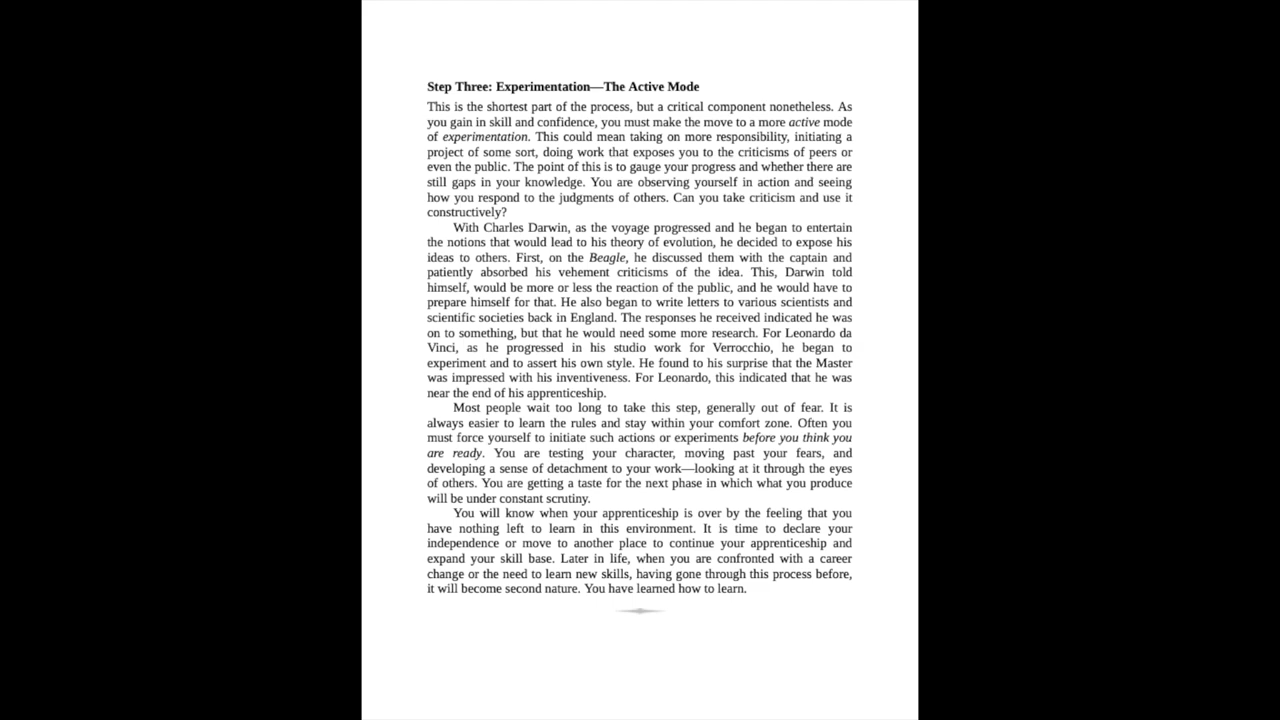 Step Three: Experimentation—The Active Mode
This is the shortest part of the process, but a critical component nonetheless. As
you gain in skill and confidence, you must make the move to a more active mode
of experimentation. This could mean taking on more responsibility, initiating a
project of some sort, doing work that exposes you to the criticisms of peers or
even the public. The point of this is to gauge your progress and whether there are
still gaps in your knowledge. You are observing yourself in action and seeing
how you respond to the judgments of others. Can you take criticism and use it
constructively?
With Charles Darwin, as the voyage progressed and he began to entertain
the notions that would lead to his theory of evolution, he decided to expose his
ideas to others. First, on the Beagle, he discussed them with the captain and
patiently absorbed his vehement criticisms of the idea. This, Darwin told
himself, would be more or less the reaction of the public, and he would have to
prepare himself for that. He also began to write letters to various scientists and
scientific societies back in England. The responses he received indicated he was
on to something, but that he would need some more research. For Leonardo da
Vinci, as he progressed in his studio work for Verrocchio, he began to
experiment and to assert his own style. He found to his surprise that the Master
was impressed with his inventiveness. For Leonardo, this indicated that he was
near the end of his apprenticeship.
Most people wait too long to take this step, generally out of fear. It is
always easier to learn the rules and stay within your comfort zone. Often you
must force yourself to initiate such actions or experiments before you think you
are ready. You are testing your character, moving past your fears, and
developing a sense of detachment to your work—looking at it through the eyes
of others. You are getting a taste for the next phase in which what you produce
will be under constant scrutiny.
You will know when your apprenticeship is over by the feeling that you
have nothing left to learn in this environment. It is time to declare your
independence or move to another place to continue your apprenticeship and
expand your skill base. Later in life, when you are confronted with a career
change or the need to learn new skills, having gone through this process before,
it will become second nature. You have learned how to learn.